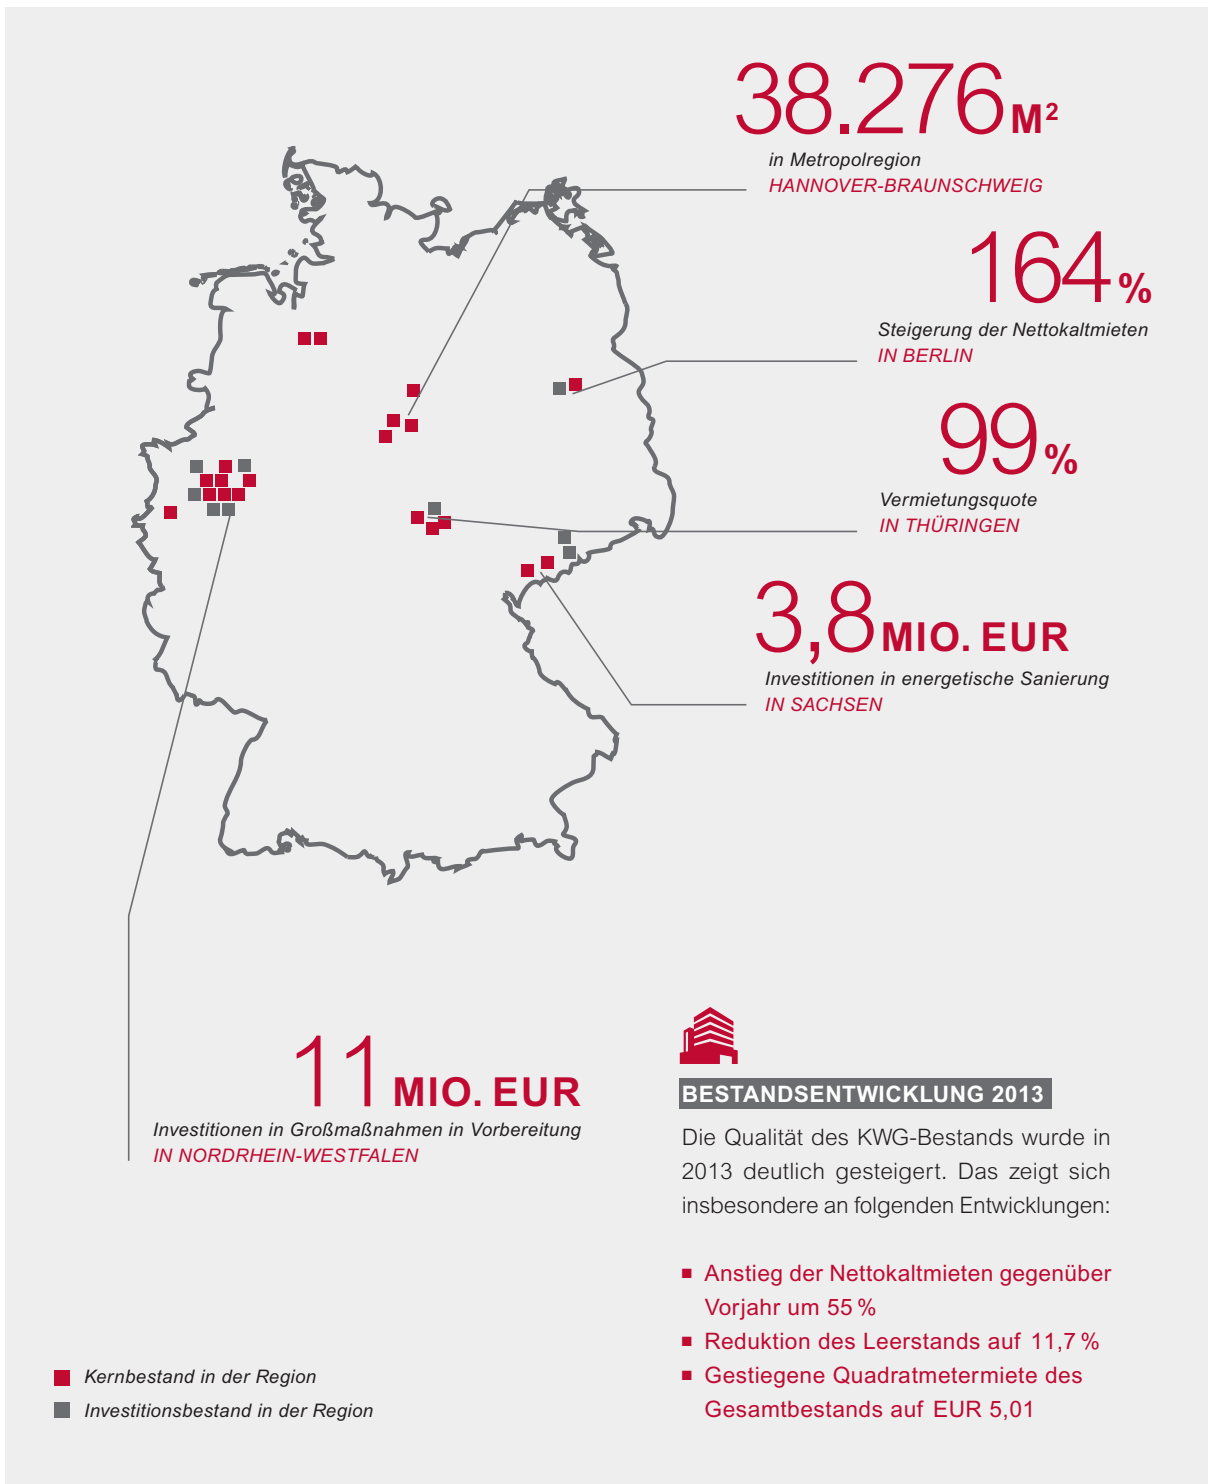 38.276 M²
in Metropolregion
HANNOVER-BRAUNSCHWEIG
164 %
Steigerung der Nettokaltmieten
IN BERLIN
99 %
Vermietungsquote
IN THÜRINGEN
3,8 MIO. EUR
Investitionen in energetische Sanierung
IN SACHSEN
11 MIO. EUR
Investitionen in Großmaßnahmen in Vorbereitung
IN NORDRHEIN-WESTFALEN
BESTANDSENTWICKLUNG 2013
Die Qualität des KWG-Bestands wurde in
2013 deutlich gesteigert. Das zeigt sich
insbesondere an folgenden Entwicklungen:
Anstieg der Nettokaltmieten gegenüber
Vorjahr um 55 %
Reduktion des Leerstands auf 11,7 %
Gestiegene Quadratmetermiete des
Gesamtbestands auf EUR 5,01
Kernbestand in der Region
Investitionsbestand in der Region